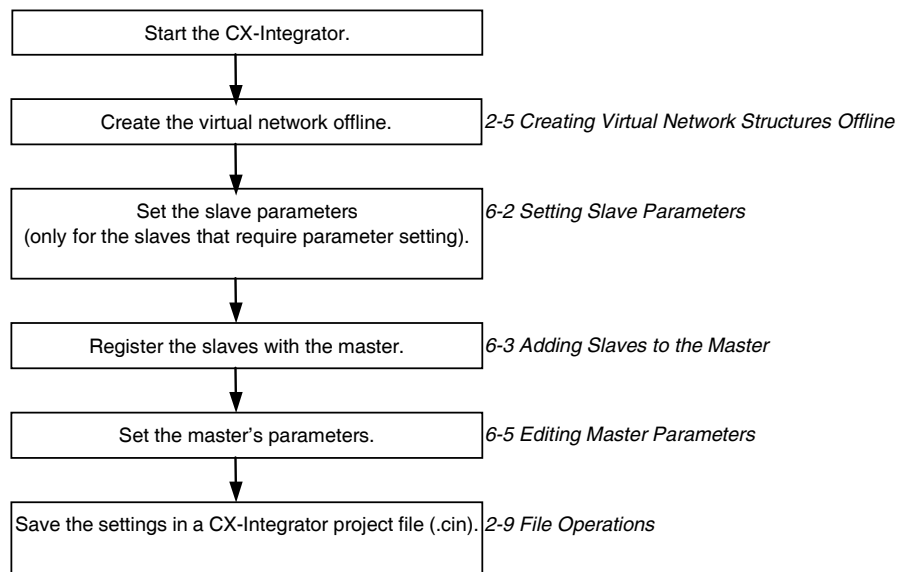 Start the CX-Integrator.
Create the virtual network offline.
2-5 Creating Virtual Network Structures Offline
Set the slave parameters
(only for the slaves that require parameter setting).
6-2 Setting Slave Parameters
Register the slaves with the master.
6-3 Adding Slaves to the Master
Set the master's parameters.
6-5 Editing Master Parameters
Save the settings in a CX-Integrator project file (.cin).
2-9 File Operations